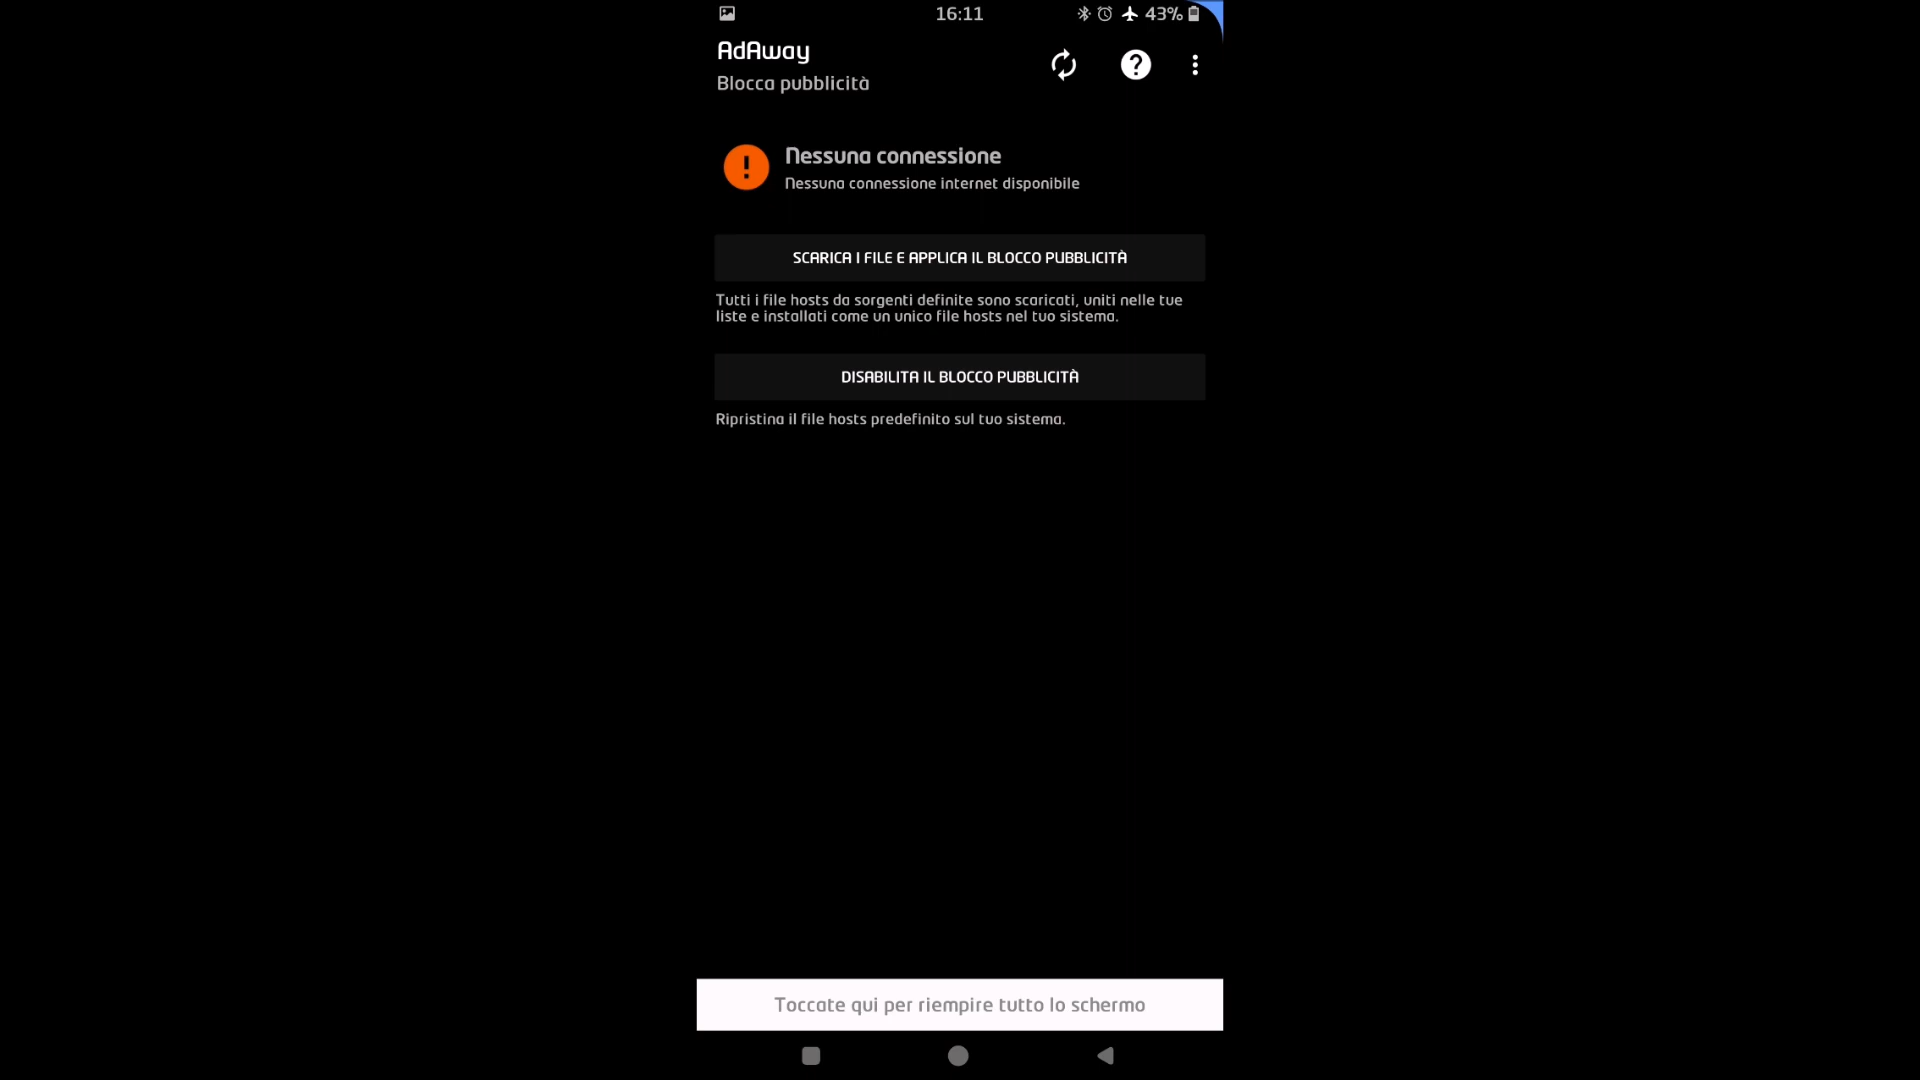 16:11
43%
AdAway
Blocca pubblicità
Nessuna connessione
Nessuna connessione internet disponibile
SCARICA I FILE E APPLICA IL BLOCCO PUBBLICITÀ
Tutti i file hosts da sorgenti definite sono scaricati, uniti nelle tue
liste e installati come un unico file hosts nel tuo sistema.
DISABILITA IL BLOCCO PUBBLICITÀ
Ripristina il file hosts predefinito sul tuo sistema.
Toccate qui per riempire tutto lo schermo